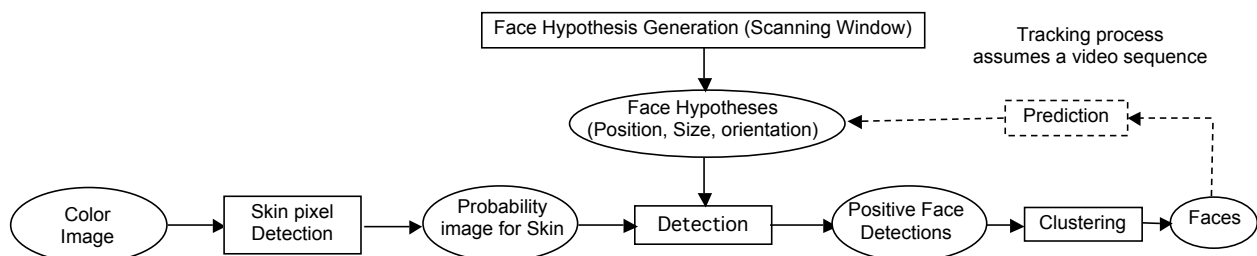 Face Hypothesis Generation (Scanning Window)
Tracking process
assumes a video sequence
Face Hypotheses
(Position, Size, orientation)
Prediction
Color
Image
Skin pixel
Detection
Probability
image for Skin
Detection
Positive Face
Detections
Clustering
Faces